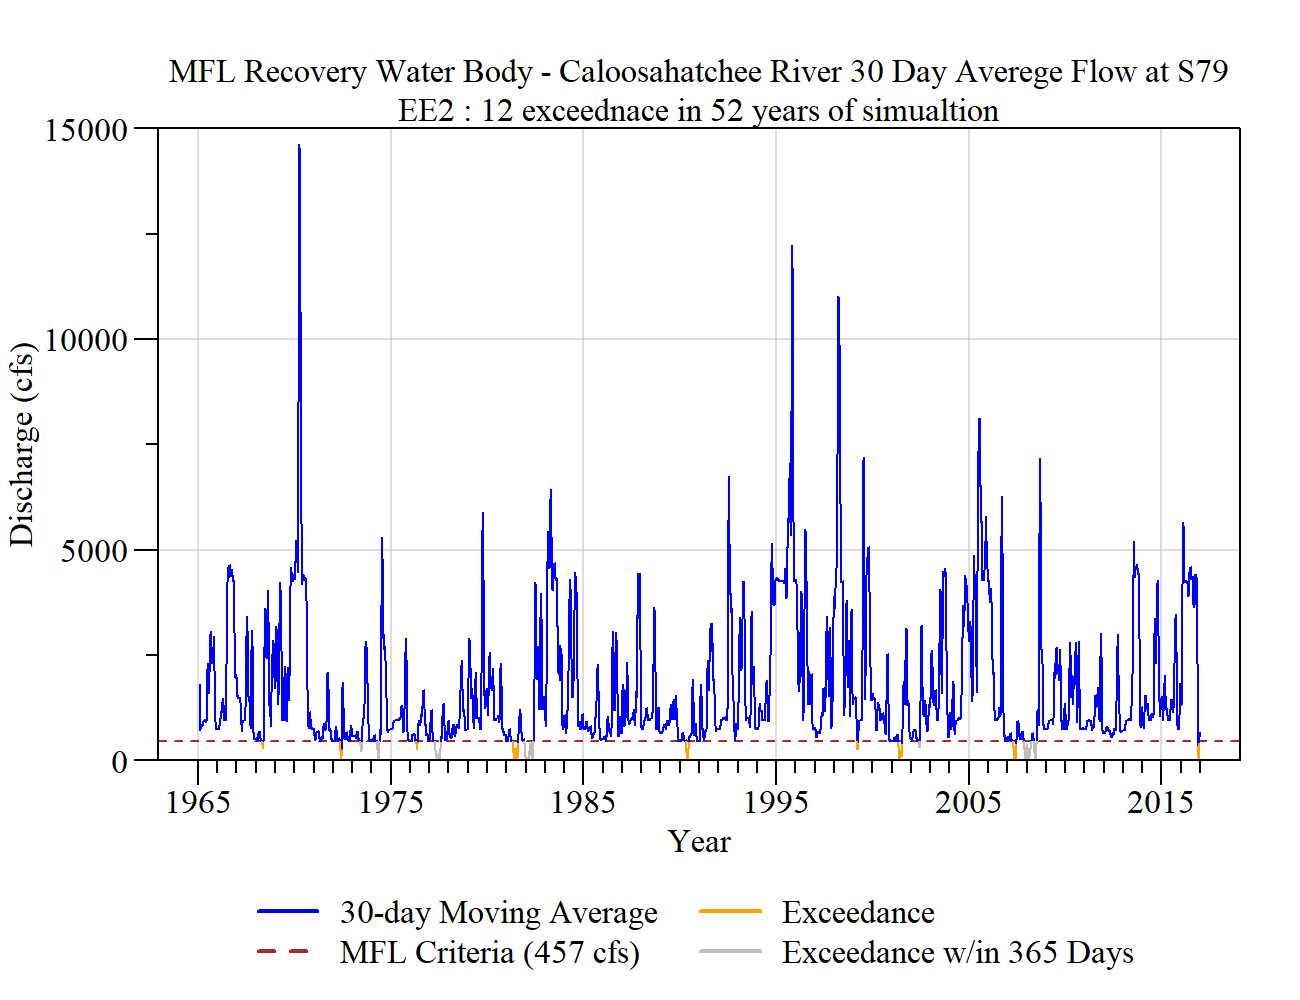 MFL Recovery Water Body - Caloosahatchee River 30 Day Averege Flow at S79
EE2 : 12 exceednace in 52 years of simualtion
15000
10000
5000
0
Discharge (cfs)
1965 1975 1985 1995 2005 2015
Year
30-day Moving Average
Exceedance
MFL Criteria (457 cfs)
Exceedance w/in 365 Days